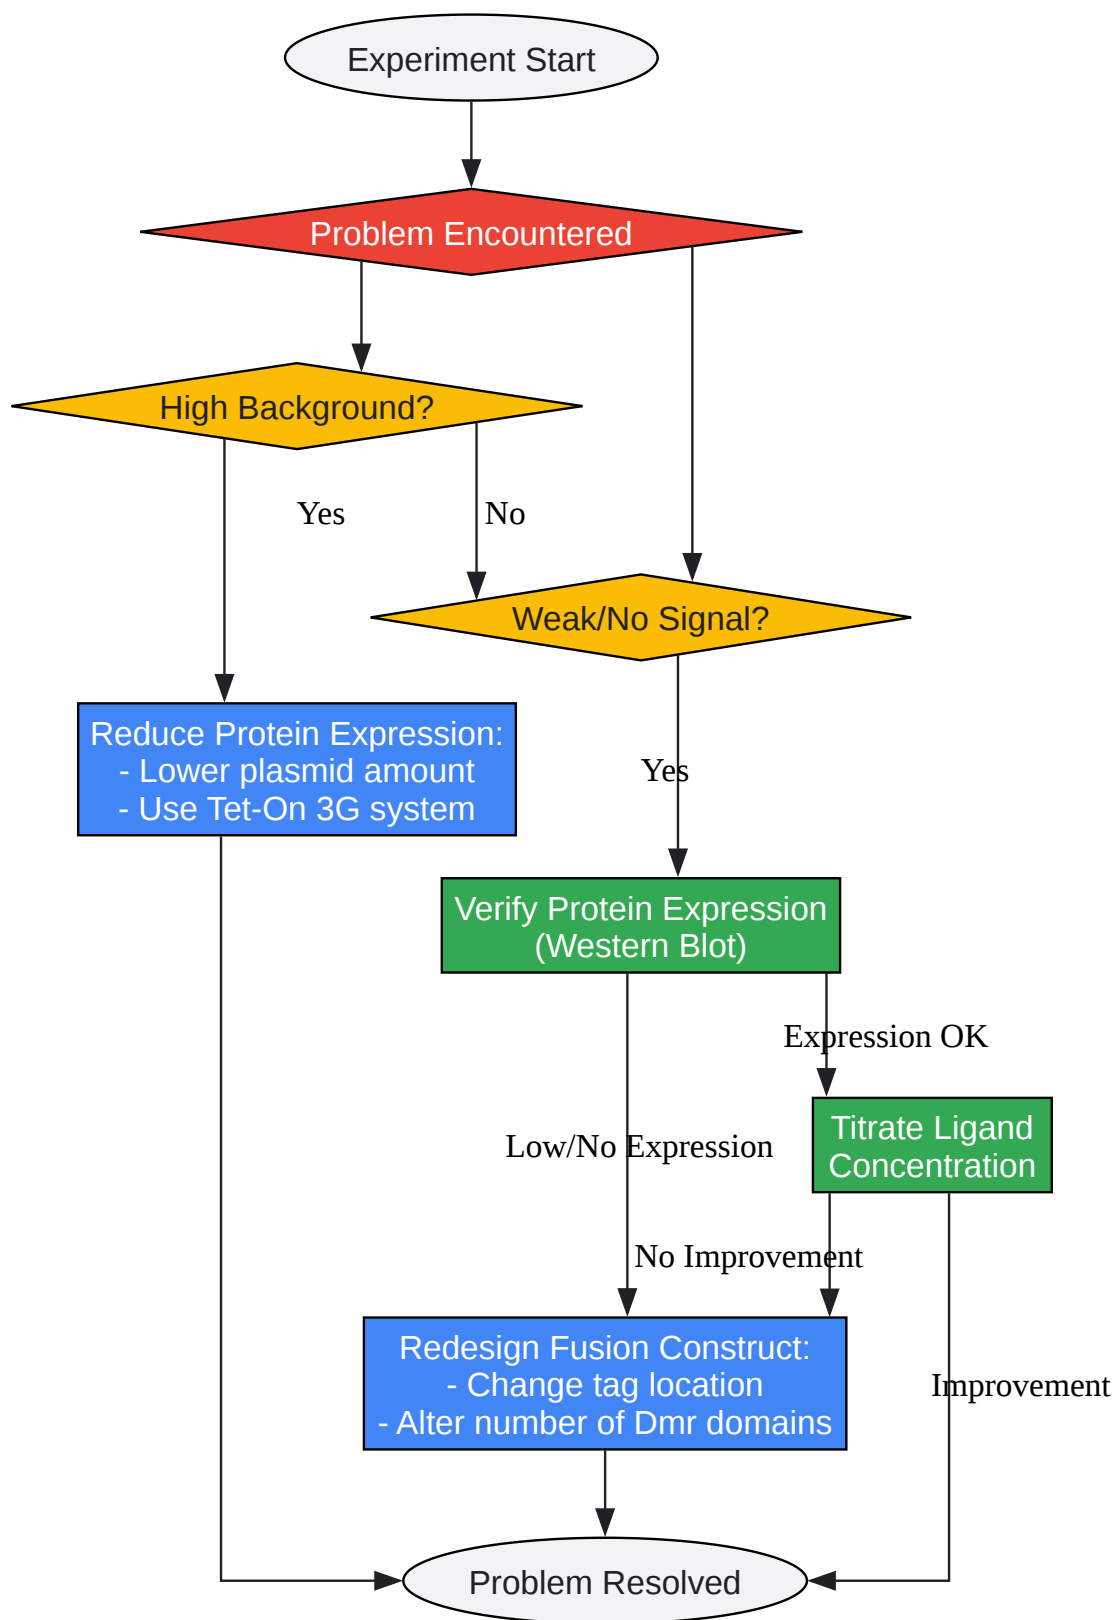 Experiment Start
Problem Encountered
High Background?
Yes
No
Weak/No Signal?
Reduce Protein Expression:
- Lower plasmid amount
- Use Tet-On 3G system
Yes
Verify Protein Expression
(Western Blot)
Expression OK
Titrate Ligand
Concentration
Low/No Expression
No Improvement
Redesign Fusion Construct:
- Change tag location
- Alter number of Dmr domains
Improvement
Problem Resolved